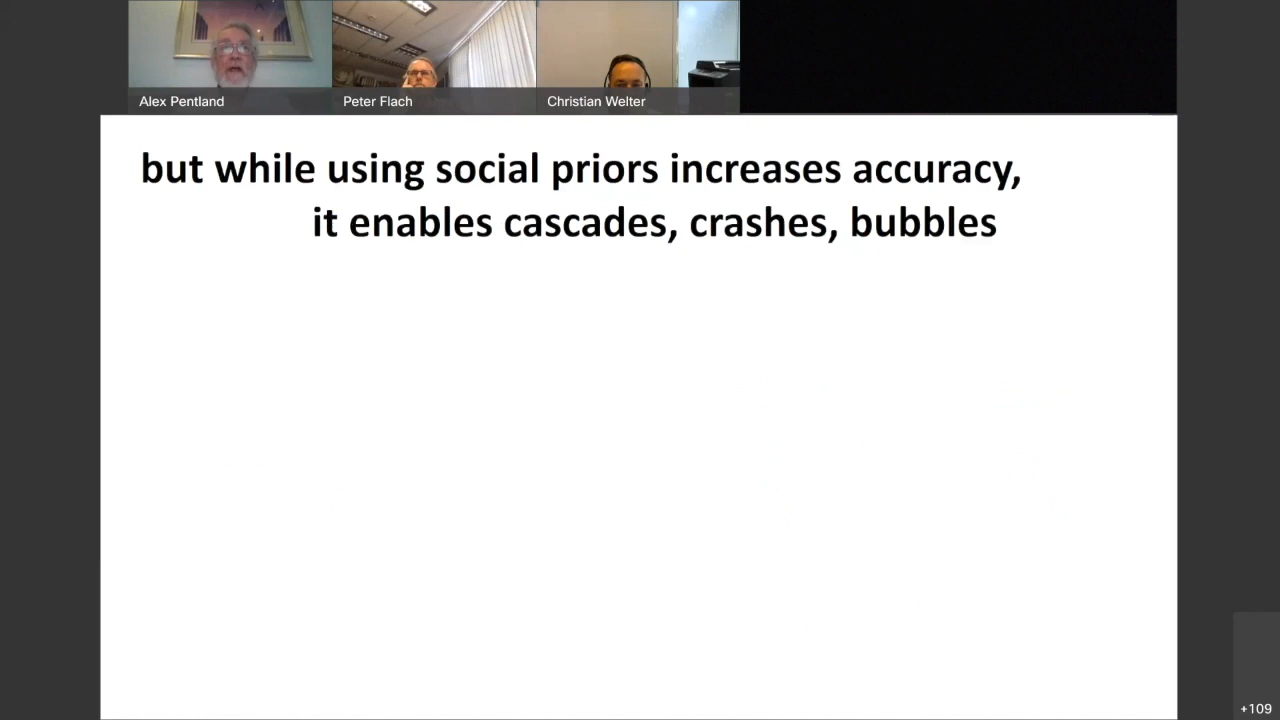 Alex Pentland
Peter Flach
Christian Welter
but while using social priors increases accuracy,
it enables cascades, crashes, bubbles
+109